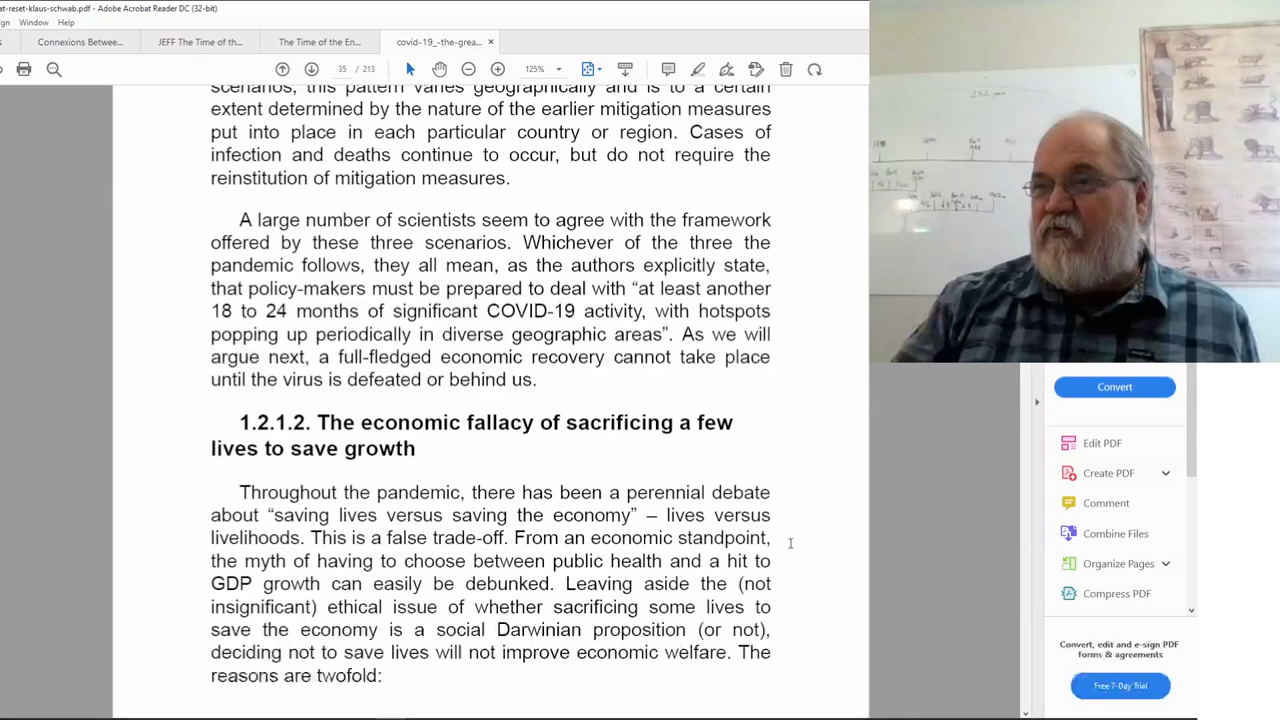 at-reset-klaus-schwab.pdf - Adobe Acrobat Reader DC (32-bit)
gn Window Help
s Connexions Betwee... JEFF The Time of th... The Time of the En... covid-19_-the-grea... ×
35 / 213 125%
scenarios, this pattern varies geographically and is to a certain
extent determined by the nature of the earlier mitigation measures
put into place in each particular country or region. Cases of
infection and deaths continue to occur, but do not require the
reinstitution of mitigation measures.
A large number of scientists seem to agree with the framework
offered by these three scenarios. Whichever of the three the
pandemic follows, they all mean, as the authors explicitly state,
that policy-makers must be prepared to deal with “at least another
18 to 24 months of significant COVID-19 activity, with hotspots
popping up periodically in diverse geographic areas”. As we will
argue next, a full-fledged economic recovery cannot take place
until the virus is defeated or behind us.
1.2.1.2. The economic fallacy of sacrificing a few
lives to save growth
Throughout the pandemic, there has been a perennial debate
about “saving lives versus saving the economy” – lives versus
livelihoods. This is a false trade-off. From an economic standpoint,
the myth of having to choose between public health and a hit to
GDP growth can easily be debunked. Leaving aside the (not
insignificant) ethical issue of whether sacrificing some lives to
save the economy is a social Darwinian proposition (or not),
deciding not to save lives will not improve economic welfare. The
reasons are twofold:
Convert
Edit PDF
Create PDF
Comment
Combine Files
Organize Pages
Compress PDF
Convert, edit and e-sign PDF
forms & agreements
Free 7-Day Trial